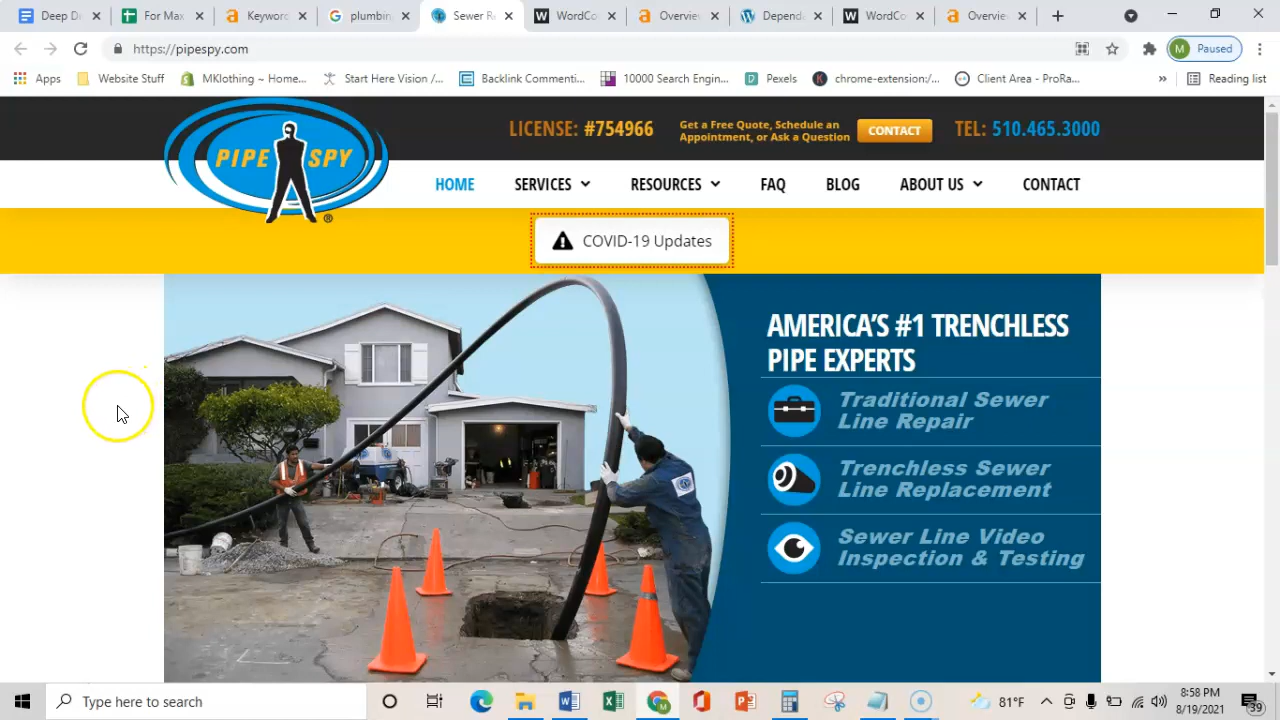 Deep D
For Ma
Keyword
plumbin
Sewer R
WordCo
Overvie
Depend
WordCo
Overvie
https://pipespy.com
M Paused
Apps
Website Stuff
MKlothing ~ Home...
Start Here Vision /...
Backlink Commenti...
10000 Search Engin...
Pexels
chrome-extension:/...
Client Area - ProRa...
»
Reading list
PIPE SPY ®
LICENSE: #754966
Get a Free Quote, Schedule an
Appointment, or Ask a Question
CONTACT
TEL: 510.465.3000
HOME
SERVICES
RESOURCES
FAQ
BLOG
ABOUT US
CONTACT
COVID-19 Updates
AMERICA'S #1 TRENCHLESS
PIPE EXPERTS
Traditional Sewer
Line Repair
Trenchless Sewer
Line Replacement
Sewer Line Video
Inspection & Testing
Type here to search
81°F
8:58 PM
8/19/2021
39